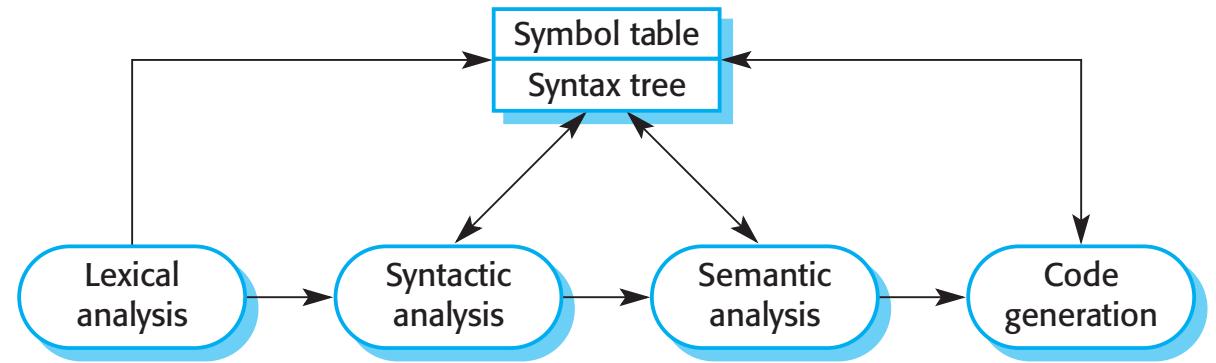 Symbol table
Syntax tree
Lexical
analysis
Syntactic
analysis
Semantic
analysis
Code
generation